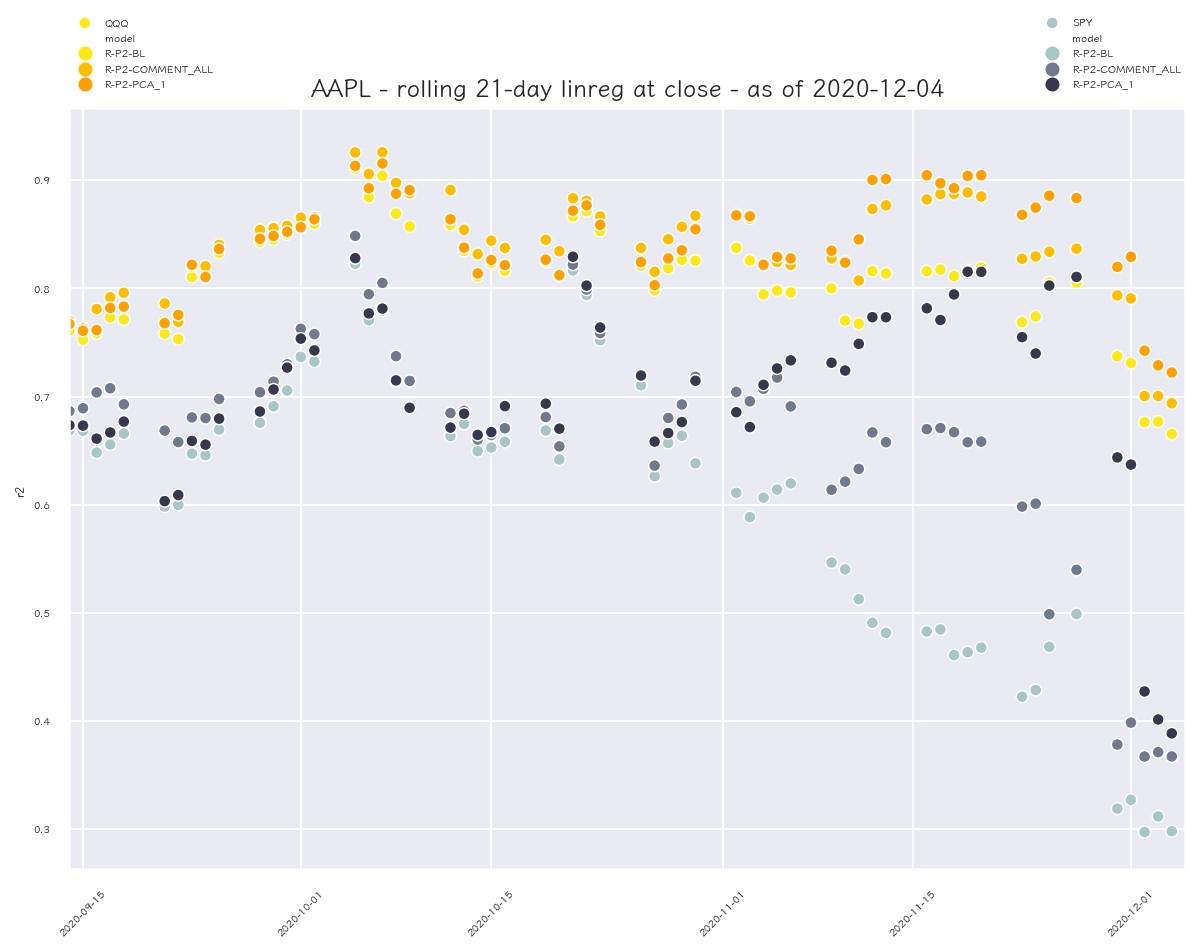 QQQ
model
R-P2-BL
R-P2-COMMENT_ALL
R-P2-PCA_1
SPY
model
R-P2-BL
R-P2-COMMENT_ALL
R-P2-PCA_1
AAPL - rolling 21-day linreg at close - as of 2020-12-04
r2
0.9
0.8
0.7
0.6
0.5
0.4
0.3
2020-09-15
2020-10-01
2020-10-15
2020-11-01
2020-11-15
2020-12-01